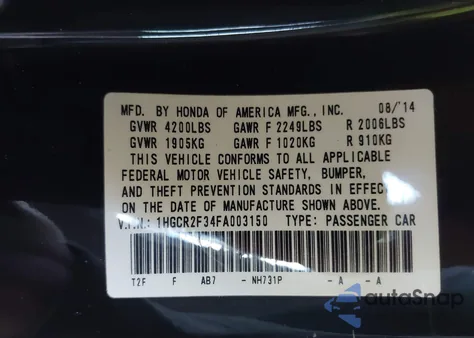 MFD. BY HONDA OF AMERICA MFG., INC. 08/'14
GVWR 4200LBS GAWR F 2249LBS R 2006LBS
GVWR 1905KG GAWR F 1020KG R 910KG
THIS VEHICLE CONFORMS TO ALL APPLICABLE
FEDERAL MOTOR VEHICLE SAFETY, BUMPER,
AND THEFT PREVENTION STANDARDS IN EFFECT
ON THE DATE OF MANUFACTURE SHOWN ABOVE.
V.I.N.: 1HGCR2F34FA003150 TYPE: PASSENGER CAR
T2F F AB7 - NH731P - A - A
autoSnap